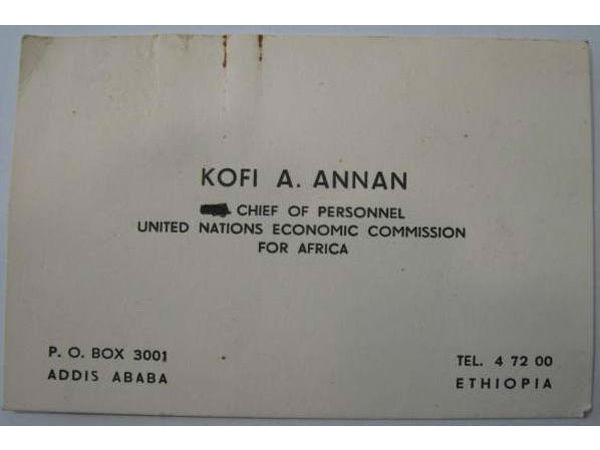 KOFI A. ANNAN
CHIEF OF PERSONNEL
UNITED NATIONS ECONOMIC COMMISSION
FOR AFRICA
P. O. BOX 3001
ADDIS ABABA
TEL. 4 72 00
ETHIOPIA